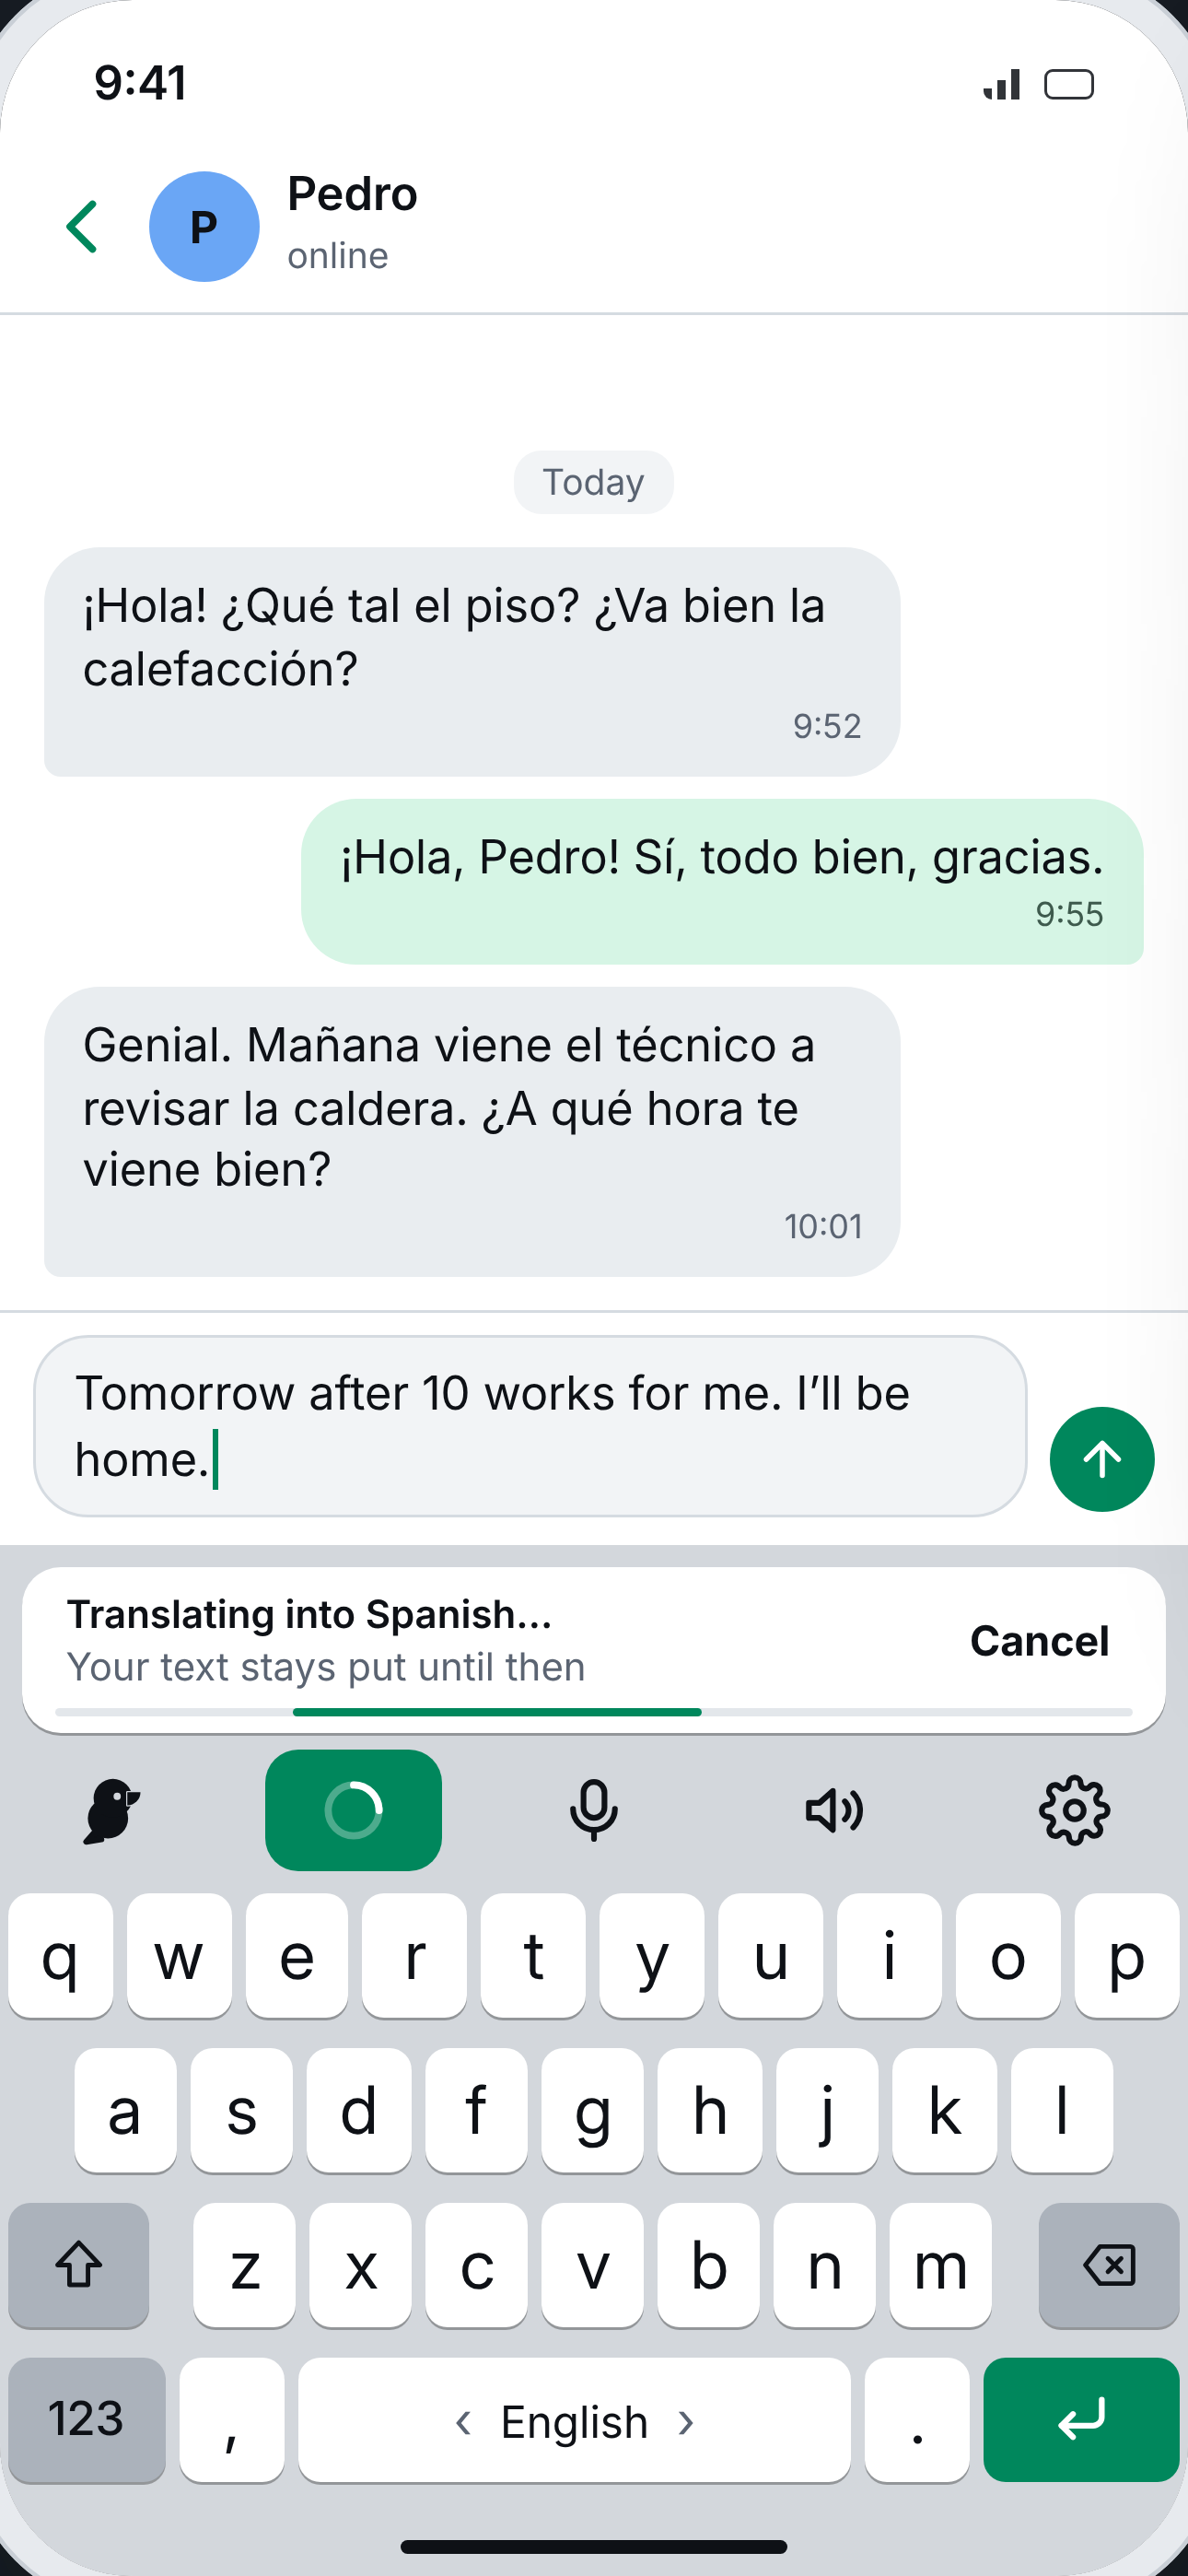 9:41
P
Pedro
online
Today
¡Hola! ¿Qué tal el piso? ¿Va bien la
calefacción?
9:52
¡Hola, Pedro! Sí, todo bien, gracias.
9:55
Genial. Mañana viene el técnico a
revisar la caldera. ¿A qué hora te
viene bien?
10:01
Tomorrow after 10 works for me. I’ll be
home.
Translating into Spanish…
Your text stays put until then
Cancel
q w e r t y u i o p
a s d f g h j k l
z x c v b n m
123 , ‹ English › .